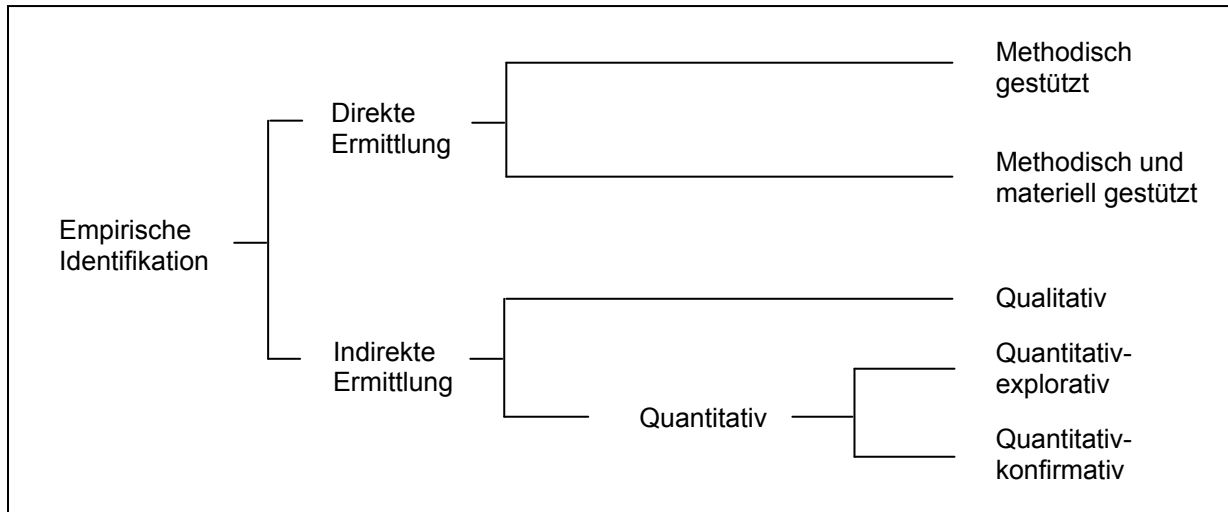 Empirische
Identifikation
Direkte
Ermittlung
Methodisch
gestützt
Methodisch und
materiell gestützt
Indirekte
Ermittlung
Qualitativ
Quantitativ
Quantitativ-
explorativ
Quantitativ-
konfirmativ